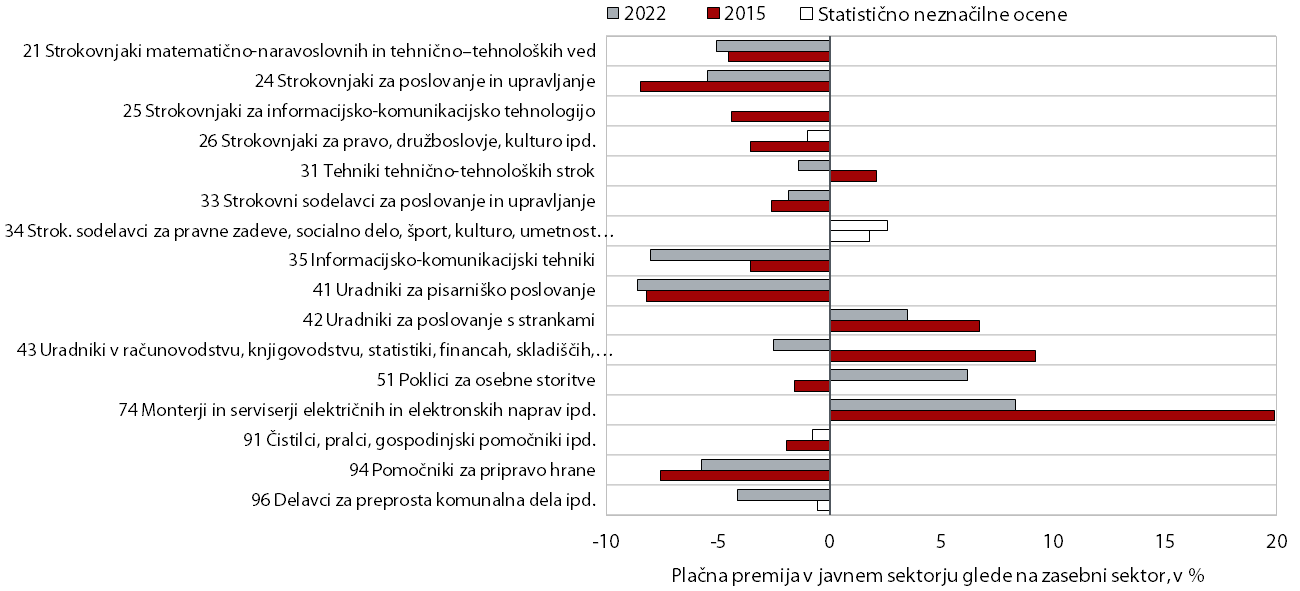 2022 2015 Statistično neznačilne ocene
21 Strokovnjaki matematično-naravoslovnih in tehnično–tehnoloških ved
24 Strokovnjaki za poslovanje in upravljanje
25 Strokovnjaki za informacijsko-komunikacijsko tehnologijo
26 Strokovnjaki za pravo, družboslovje, kulturo ipd.
31 Tehniki tehnično-tehnoloških strok
33 Strokovni sodelavci za poslovanje in upravljanje
34 Strok. sodelavci za pravne zadeve, socialno delo, šport, kulturo, umetnost…
35 Informacijsko-komunikacijski tehniki
41 Uradniki za pisarniško poslovanje
42 Uradniki za poslovanje s strankami
43 Uradniki v računovodstvu, knjigovodstvu, statistiki, financah, skladiščih,…
51 Poklici za osebne storitve
74 Monterji in serviserji električnih in elektronskih naprav ipd.
91 Čistilci, pralci, gospodinjski pomočniki ipd.
94 Pomočniki za pripravo hrane
96 Delavci za preprosta komunalna dela ipd.
-10 -5 0 5 10 15 20
Plačna premija v javnem sektorju glede na zasebni sektor, v %